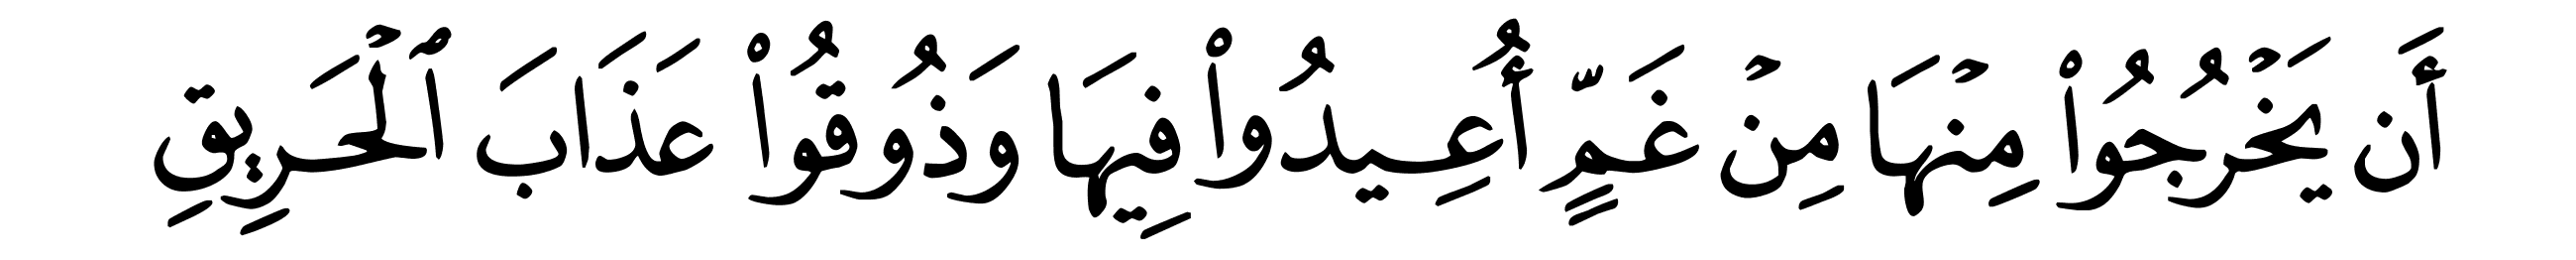 أَن يَخْرُجُوا۟ مِنْهَا مِنْ غَمٍّ أُعِيدُوا۟ فِيهَا وَذُوقُوا۟ عَذَابَ ٱلْحَرِيقِ